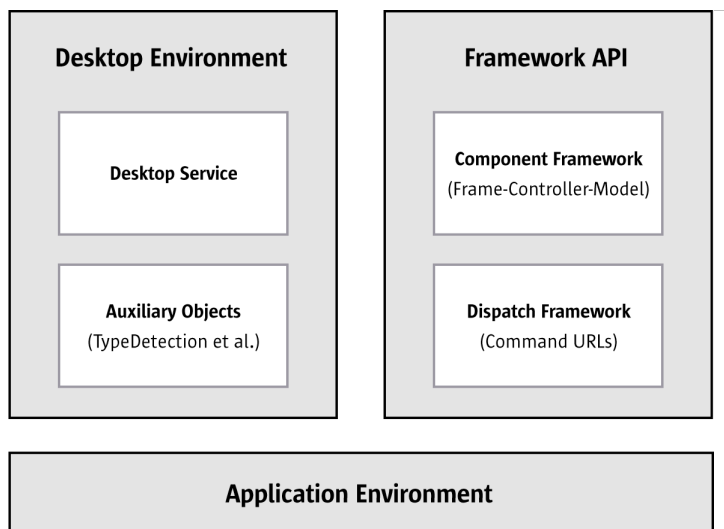 Desktop Environment
Desktop Service
Auxiliary Objects
(TypeDetection et al.)
Framework API
Component Framework
(Frame-Controller-Model)
Dispatch Framework
(Command URLs)
Application Environment